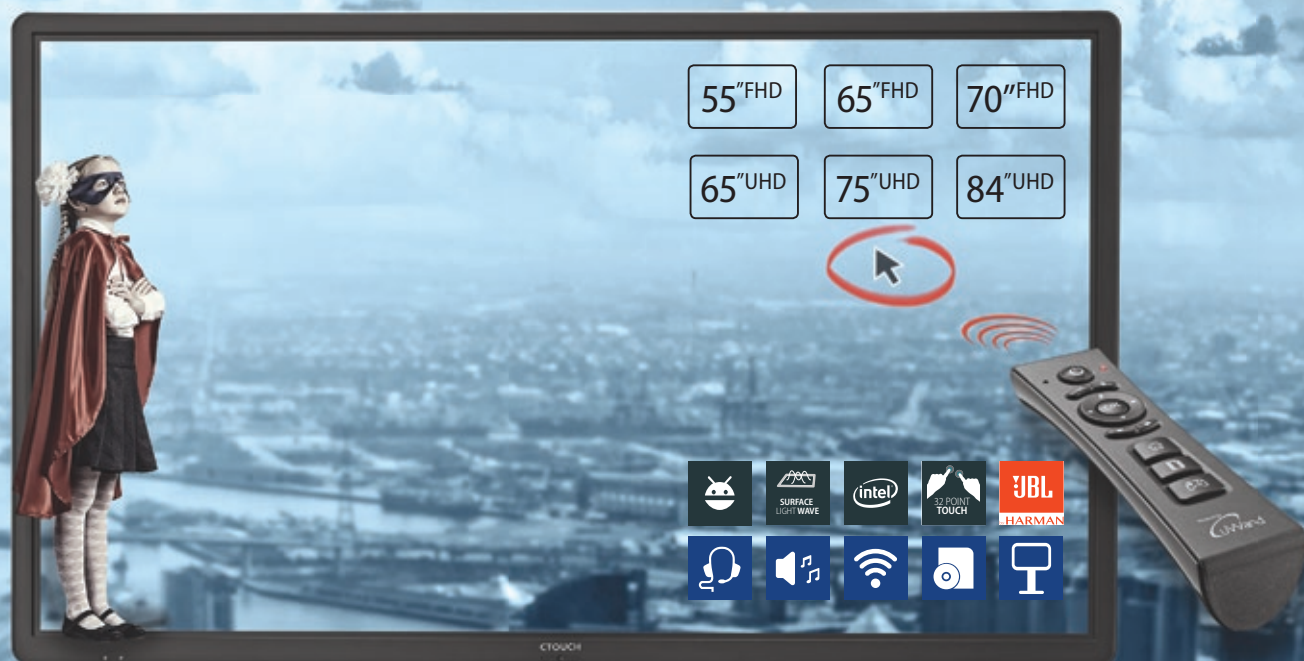 55"FHD 65"FHD 70"FHD
65"UHD 75"UHD 84"UHD
SURFACE
LIGHT WAVE
intel
32 POINT
TOUCH
JBL
HARMAN
CTOUCH